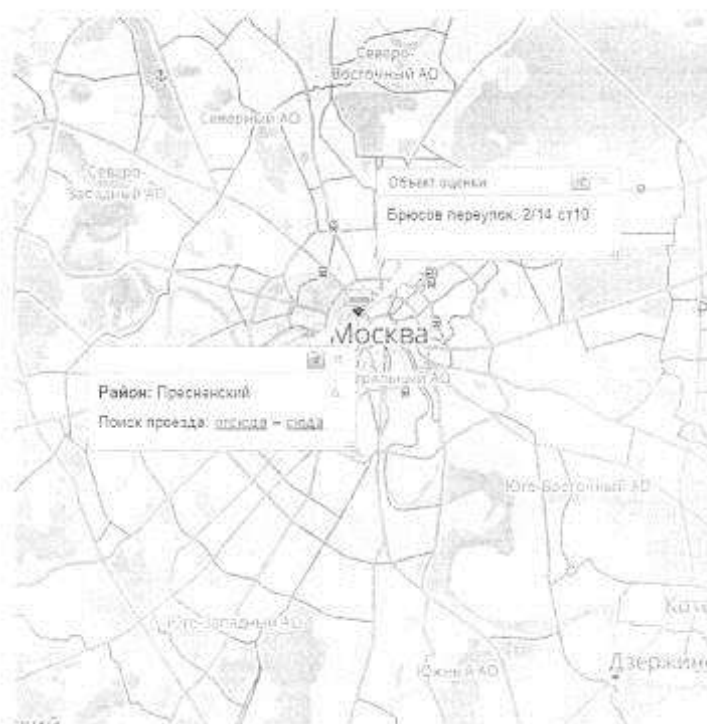 Северо-
Восточный АО
Северный АО
Северо-
Западный АО
Объект оценки
Брюсов переулок, 2/14 ст10
Москва
Район: Пресненский
Поиск проезда: отсюда – сюда
Юго-Восточный АО
Юго-Западный АО
Южный АО
Дзержин